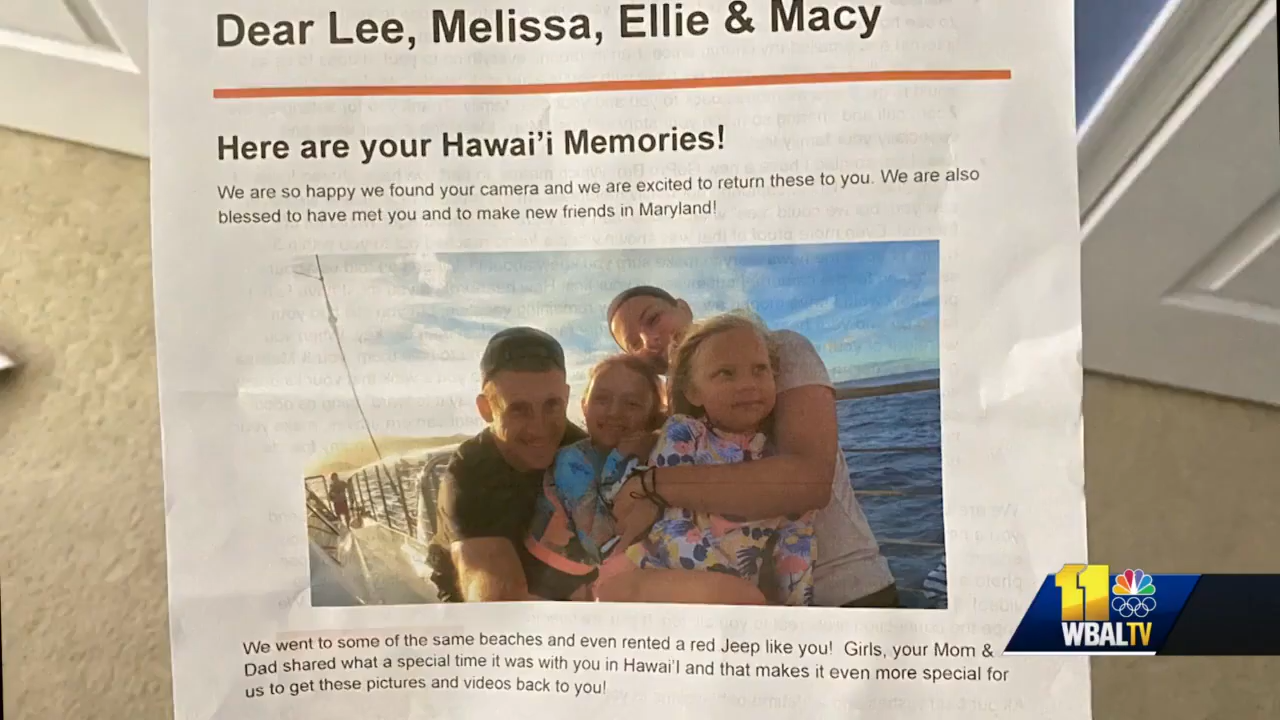 Dear Lee, Melissa, Ellie & Macy
Here are your Hawai’i Memories!
We are so happy we found your camera and we are excited to return these to you. We are also
blessed to have met you and to make new friends in Maryland!
We went to some of the same beaches and even rented a red Jeep like you! Girls, your Mom &
Dad shared what a special time it was with you in Hawai’I and that makes it even more special for
us to get these pictures and videos back to you!
11
WBALTV